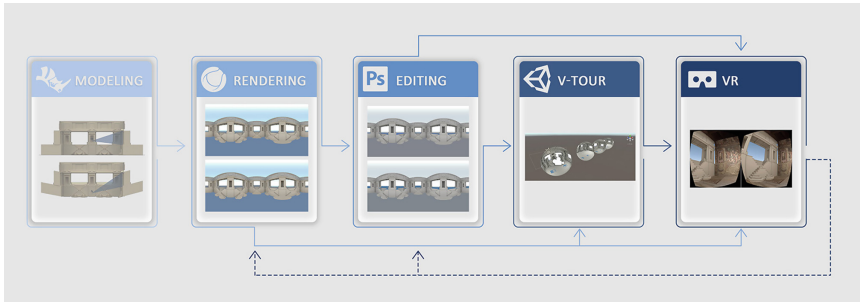 MODELING
RENDERING
Ps EDITING
V-TOUR
VR